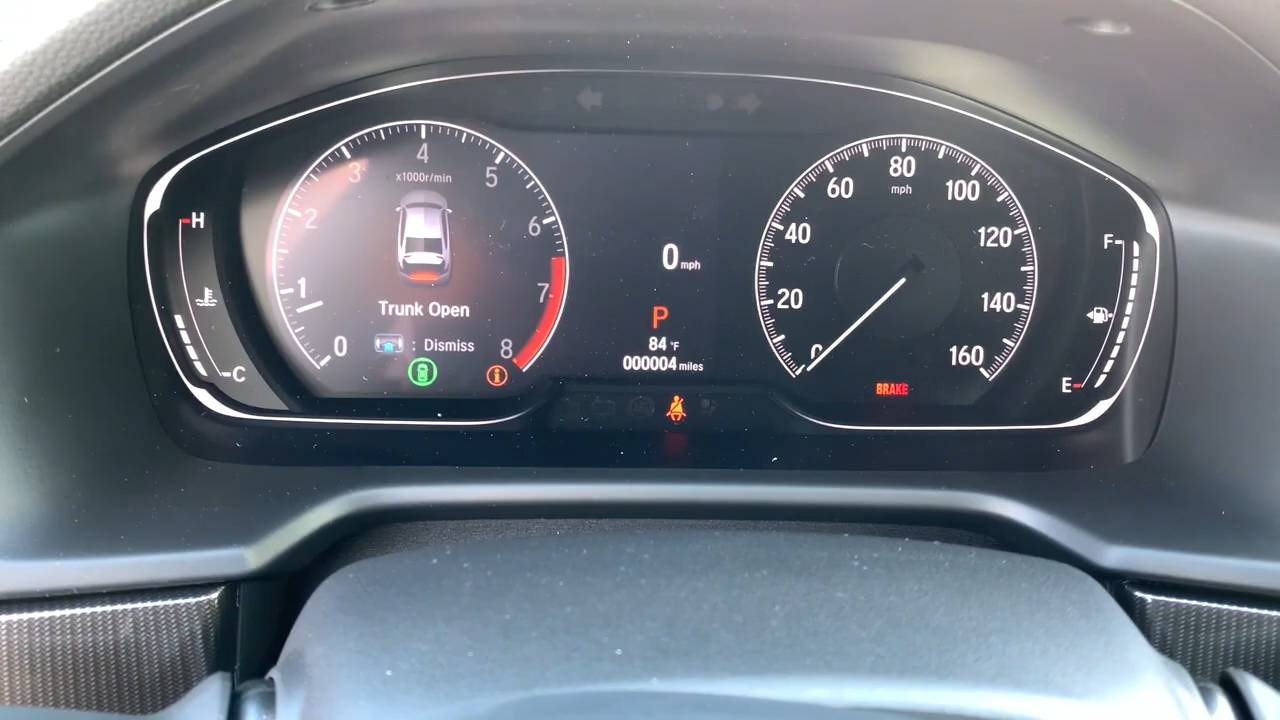 H
C
0
1
2
3
4
5
6
7
8
x1000r/min
Trunk Open
: Dismiss
0 mph
P
84 °F
000004 miles
0
20
40
60
80
100
120
140
160
mph
BRAKE
F
E